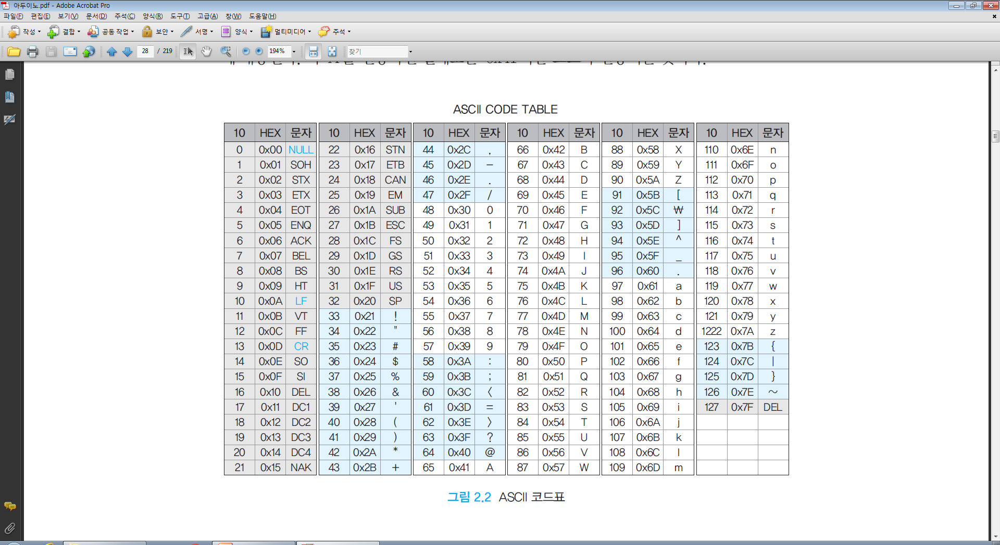 아두이노.pdf - Adobe Acrobat Pro
파일(F) 편집(E) 보기(V) 문서(D) 주석(C) 양식(R) 도구(T) 고급(A) 창(W) 도움말(H)
작성 결합 공동 작업 보안 서명 양식 멀티미디어 주석
28 / 219 194% 찾기
ASCII CODE TABLE
10 HEX 문자 10 HEX 문자 10 HEX 문자 10 HEX 문자 10 HEX 문자 10 HEX 문자
0 0x00 NULL 22 0x16 STN 44 0x2C , 66 0x42 B 88 0x58 X 110 0x6E n
1 0x01 SOH 23 0x17 ETB 45 0x2D − 67 0x43 C 89 0x59 Y 111 0x6F o
2 0x02 STX 24 0x18 CAN 46 0x2E . 68 0x44 D 90 0x5A Z 112 0x70 p
3 0x03 ETX 25 0x19 EM 47 0x2F / 69 0x45 E 91 0x5B [ 113 0x71 q
4 0x04 EOT 26 0x1A SUB 48 0x30 0 70 0x46 F 92 0x5C ₩ 114 0x72 r
5 0x05 ENQ 27 0x1B ESC 49 0x31 1 71 0x47 G 93 0x5D ] 115 0x73 s
6 0x06 ACK 28 0x1C FS 50 0x32 2 72 0x48 H 94 0x5E ^ 116 0x74 t
7 0x07 BEL 29 0x1D GS 51 0x33 3 73 0x49 I 95 0x5F _ 117 0x75 u
8 0x08 BS 30 0x1E RS 52 0x34 4 74 0x4A J 96 0x60 . 118 0x76 v
9 0x09 HT 31 0x1F US 53 0x35 5 75 0x4B K 97 0x61 a 119 0x77 w
10 0x0A LF 32 0x20 SP 54 0x36 6 76 0x4C L 98 0x62 b 120 0x78 x
11 0x0B VT 33 0x21 ! 55 0x37 7 77 0x4D M 99 0x63 c 121 0x79 y
12 0x0C FF 34 0x22 " 56 0x38 8 78 0x4E N 100 0x64 d 1222 0x7A z
13 0x0D CR 35 0x23 # 57 0x39 9 79 0x4F O 101 0x65 e 123 0x7B {
14 0x0E SO 36 0x24 $ 58 0x3A : 80 0x50 P 102 0x66 f 124 0x7C |
15 0x0F SI 37 0x25 % 59 0x3B ; 81 0x51 Q 103 0x67 g 125 0x7D }
16 0x10 DEL 38 0x26 & 60 0x3C 〈 82 0x52 R 104 0x68 h 126 0x7E ~
17 0x11 DC1 39 0x27 ' 61 0x3D = 83 0x53 S 105 0x69 i 127 0x7F DEL
18 0x12 DC2 40 0x28 ( 62 0x3E 〉 84 0x54 T 106 0x6A j
19 0x13 DC3 41 0x29 ) 63 0x3F ? 85 0x55 U 107 0x6B k
20 0x14 DC4 42 0x2A * 64 0x40 @ 86 0x56 V 108 0x6C l
21 0x15 NAK 43 0x2B + 65 0x41 A 87 0x57 W 109 0x6D m
그림 2.2 ASCII 코드표